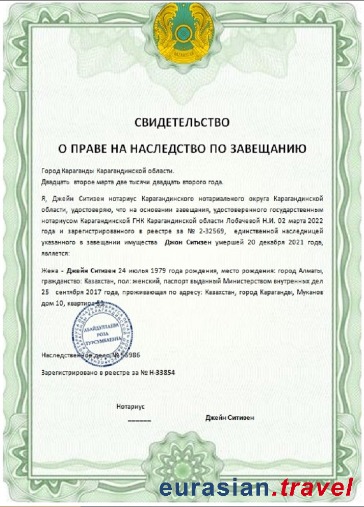 СВИДЕТЕЛЬСТВО
О ПРАВЕ НА НАСЛЕДСТВО ПО ЗАВЕЩАНИЮ
Город Караганды Карагандинской области.
Двадцать второе марта две тысячи двадцать второго года.
Я, Джейн Ситизен нотариус Карагандинского нотариального округа Карагандинской
области, удостоверяю, что на основании завещания, удостоверенного государственным
нотариусом Карагандинской ГНК Карагандинской области Лобачевой Н.И. 02 марта 2022
года и зарегистрированного в реестре за № 2-32569, единственной наследницей
указанного в завещании имущества Джон Ситизен умершей 20 декабря 2021 года,
является:
Жена – Джейн Ситизен 24 июля 1979 года рождения, место рождения: город Алматы,
гражданство: Казахстан, пол: женский, паспорт выданный Министерством внутренних дел
25 сентября 2017 года, проживающая по адресу: Казахстан, город Караганды, Муканов
дом 10, квартира
Наследственное дело № 56986
Зарегистрировано в реестре за № Н-33854
Нотариус
Джейн Ситизен
eurasian.travel